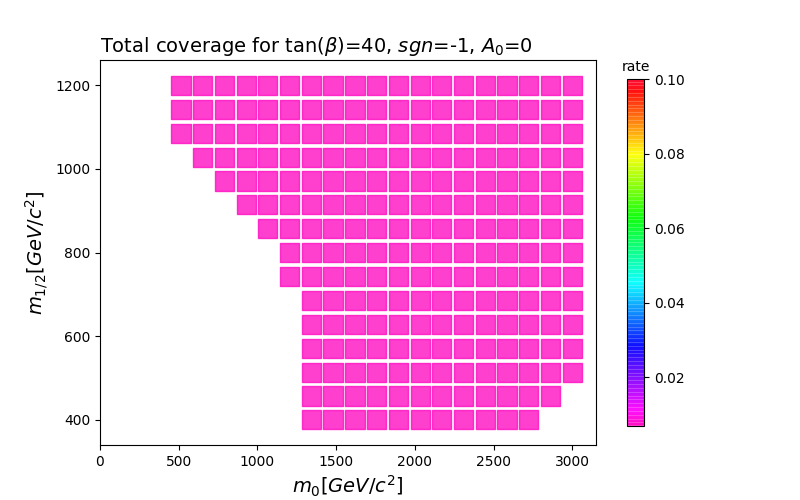 Total coverage for tan(β)=40, sgn=-1, A₀=0
rate
0.10
0.08
0.06
0.04
0.02
1200
1000
800
600
400
m₁/₂[GeV/c²]
0 500 1000 1500 2000 2500 3000
m₀[GeV/c²]